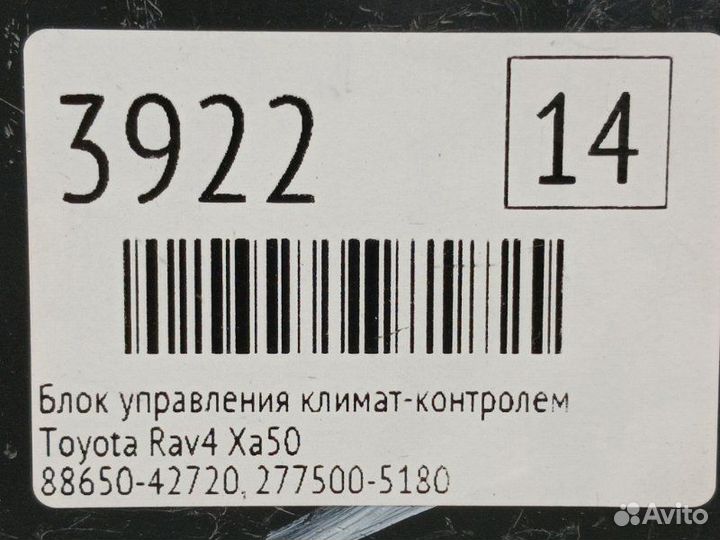 3922
14
Блок управления климат-контролем
Toyota Rav4 Xa50
88650-42720, 277500-5180
Avito